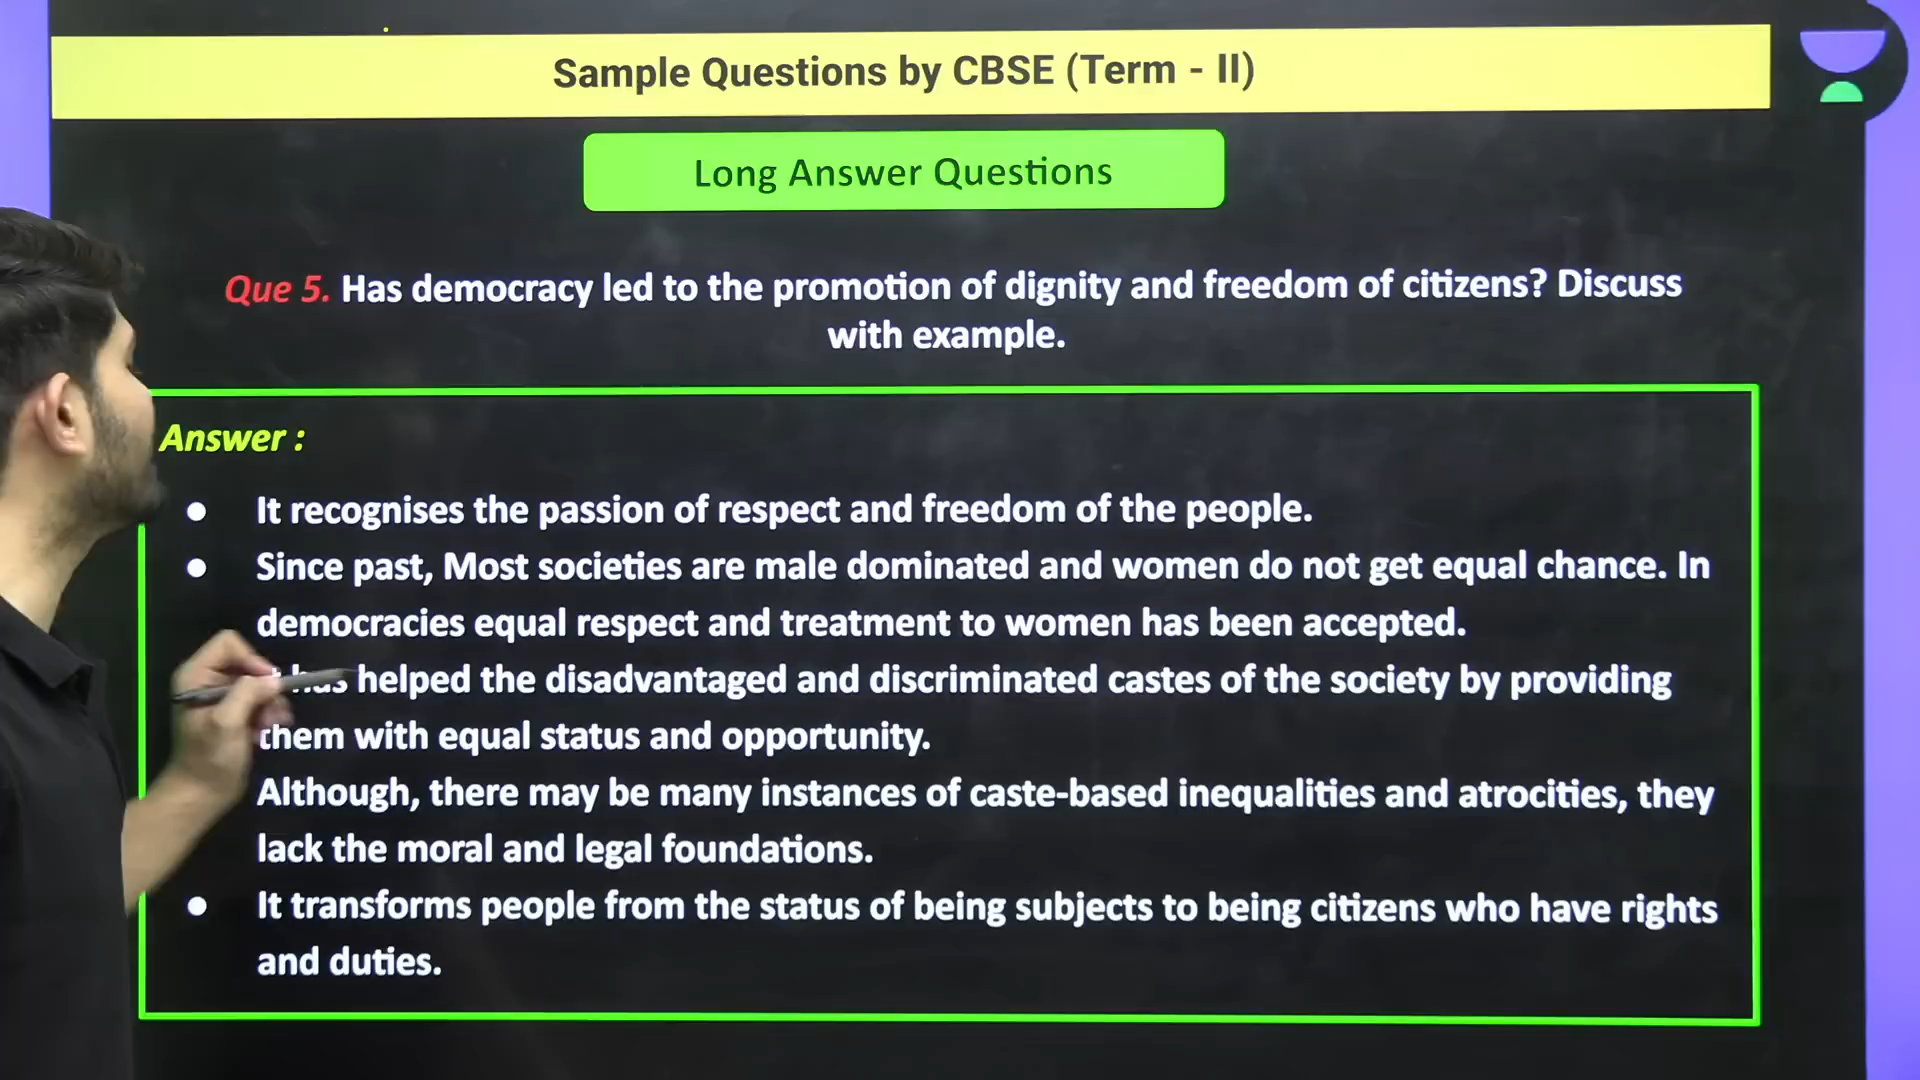 Sample Questions by CBSE (Term - II)
Long Answer Questions
Que 5. Has democracy led to the promotion of dignity and freedom of citizens? Discuss
with example.
Answer :
● It recognises the passion of respect and freedom of the people.
● Since past, Most societies are male dominated and women do not get equal chance. In
democracies equal respect and treatment to women has been accepted.
has helped the disadvantaged and discriminated castes of the society by providing
them with equal status and opportunity.
Although, there may be many instances of caste-based inequalities and atrocities, they
lack the moral and legal foundations.
● It transforms people from the status of being subjects to being citizens who have rights
and duties.